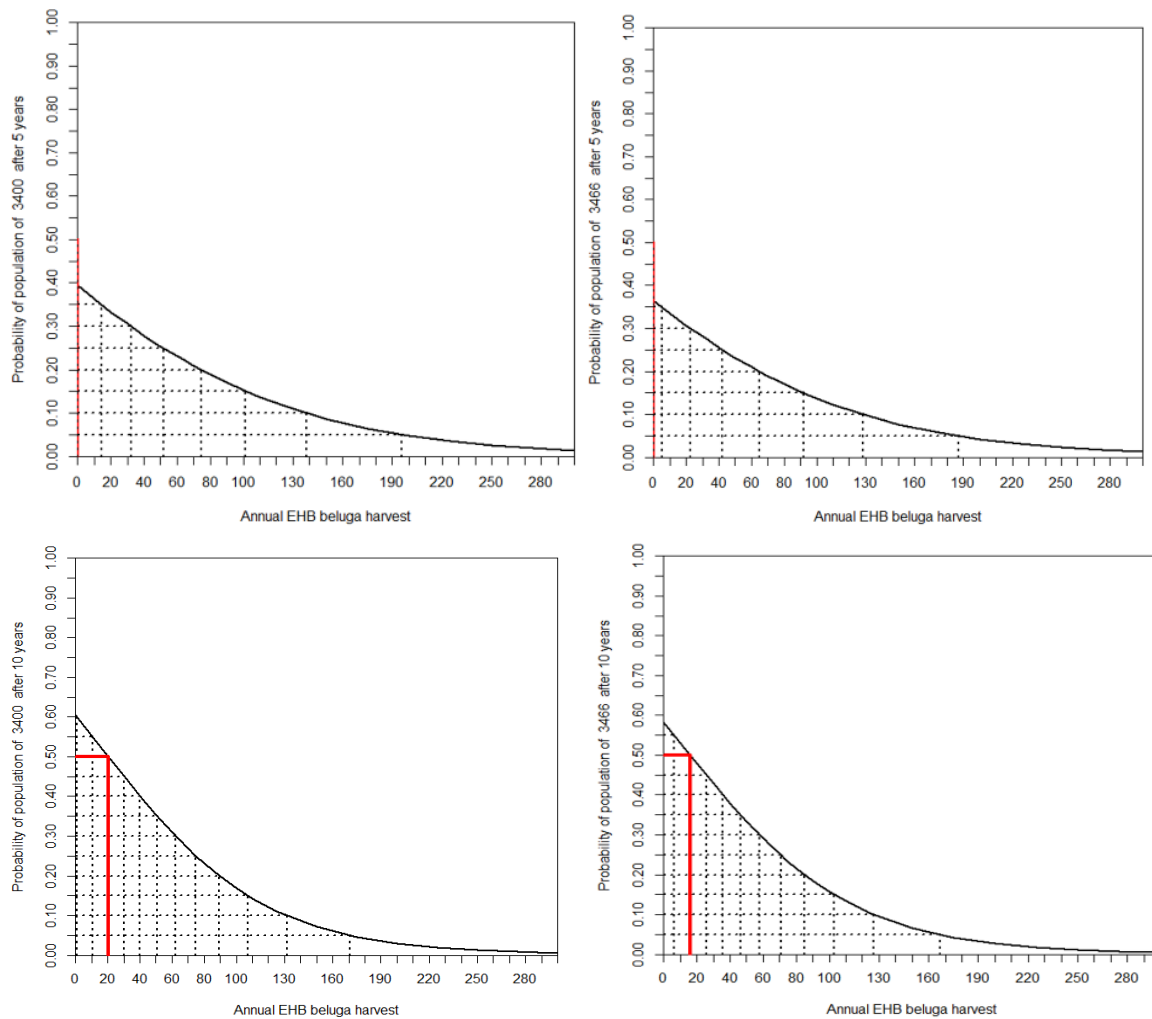 Probability of population of 3400 after 5 years
0.00 0.10 0.20 0.30 0.40 0.50 0.60 0.70 0.80 0.90 1.00
0 20 40 60 80 100 130 160 190 220 250 280
Annual EHB beluga harvest
Probability of population of 3466 after 5 years
0.00 0.10 0.20 0.30 0.40 0.50 0.60 0.70 0.80 0.90 1.00
0 20 40 60 80 100 130 160 190 220 250 280
Annual EHB beluga harvest
Probability of population of 3400 after 10 years
0.00 0.10 0.20 0.30 0.40 0.50 0.60 0.70 0.80 0.90 1.00
0 20 40 60 80 100 130 160 190 220 250 280
Annual EHB beluga harvest
Probability of population of 3466 after 10 years
0.00 0.10 0.20 0.30 0.40 0.50 0.60 0.70 0.80 0.90 1.00
0 20 40 60 80 100 130 160 190 220 250 280
Annual EHB beluga harvest